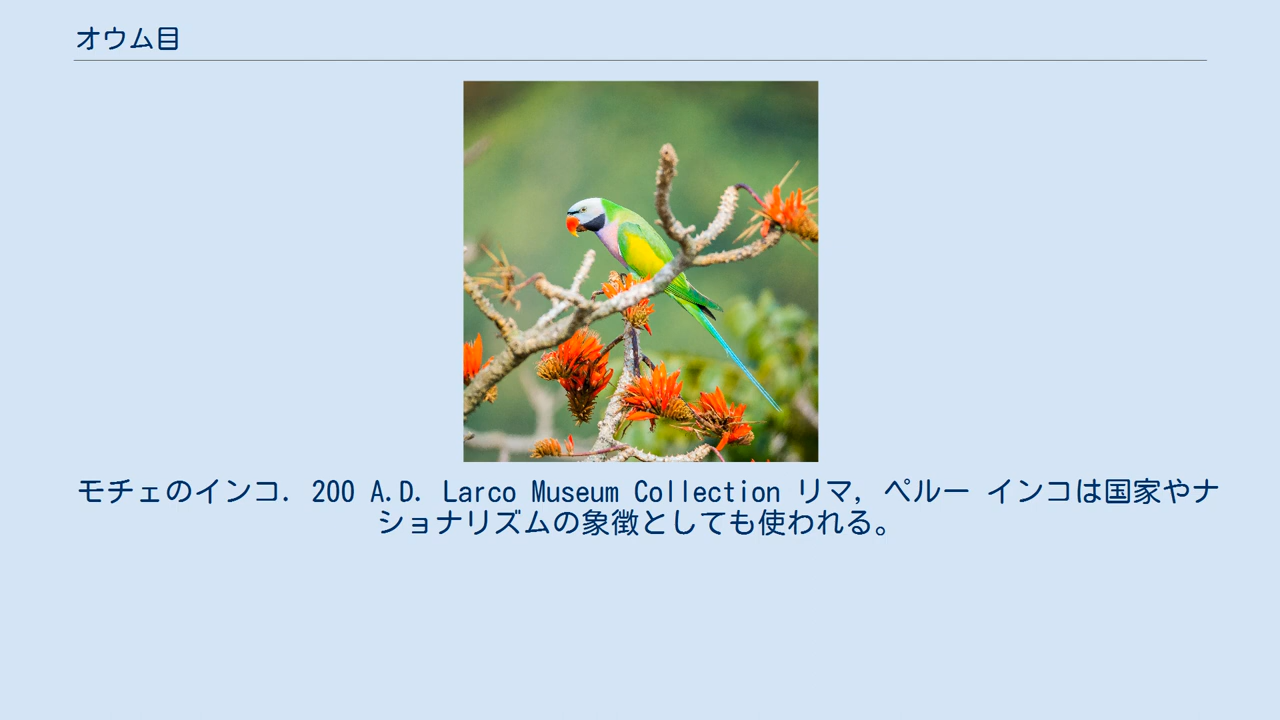 オウム目
モチェのインコ. 200 A.D. Larco Museum Collection リマ, ペルー インコは国家やナ
ショナリズムの象徴としても使われる。